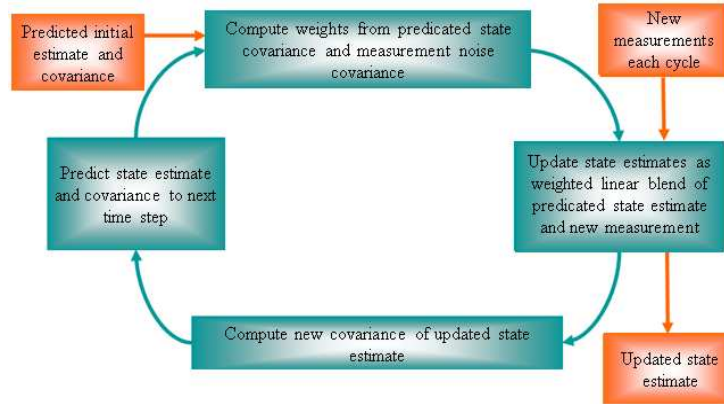 Predicted initial
estimate and
covariance
Compute weights from predicated state
covariance and measurement noise
covariance
New
measurements
each cycle
Predict state estimate
and covariance to next
time step
Update state estimates as
weighted linear blend of
predicated state estimate
and new measurement
Compute new covariance of updated state
estimate
Updated state
estimate